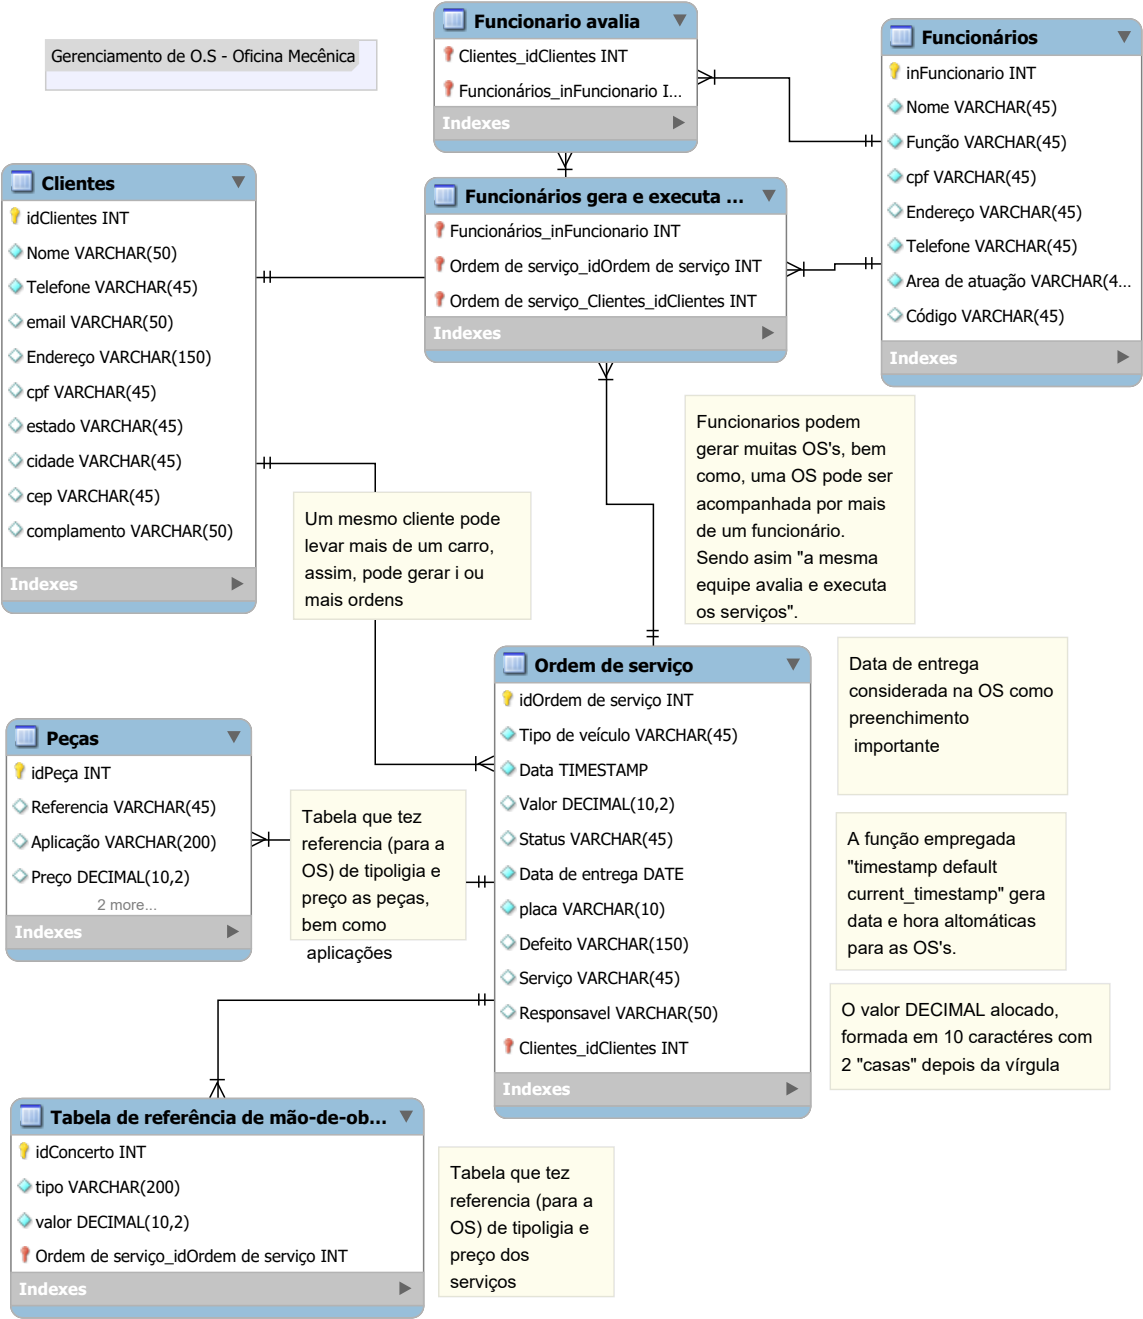 Gerenciamento de O.S - Oficina Mecênica
Funcionario avalia
Clientes_idClientes INT
Funcionários_inFuncionario I...
Indexes
Funcionários
inFuncionario INT
Nome VARCHAR(45)
Função VARCHAR(45)
cpf VARCHAR(45)
Endereço VARCHAR(45)
Telefone VARCHAR(45)
Area de atuação VARCHAR(4...
Código VARCHAR(45)
Indexes
Clientes
idClientes INT
Nome VARCHAR(50)
Telefone VARCHAR(45)
email VARCHAR(50)
Endereço VARCHAR(150)
cpf VARCHAR(45)
estado VARCHAR(45)
cidade VARCHAR(45)
cep VARCHAR(45)
complamento VARCHAR(50)
Indexes
Funcionários gera e executa ...
Funcionários_inFuncionario INT
Ordem de serviço_idOrdem de serviço INT
Ordem de serviço_Clientes_idClientes INT
Indexes
Funcionarios podem
gerar muitas OS's, bem
como, uma OS pode ser
acompanhada por mais
de um funcionário.
Sendo asim "a mesma
equipe avalia e executa
os serviços".
Um mesmo cliente pode
levar mais de um carro,
assim, pode gerar i ou
mais ordens
Ordem de serviço
idOrdem de serviço INT
Tipo de veículo VARCHAR(45)
Data TIMESTAMP
Valor DECIMAL(10,2)
Status VARCHAR(45)
Data de entrega DATE
placa VARCHAR(10)
Defeito VARCHAR(150)
Serviço VARCHAR(45)
Responsavel VARCHAR(50)
Clientes_idClientes INT
Indexes
Data de entrega
considerada na OS como
preenchimento
importante
Peças
idPeça INT
Referencia VARCHAR(45)
Aplicação VARCHAR(200)
Preço DECIMAL(10,2)
2 more...
Indexes
Tabela que tez
referencia (para a
OS) de tipoligia e
preço as peças,
bem como
aplicações
A função empregada
"timestamp default
current_timestamp" gera
data e hora altomáticas
para as OS's.
O valor DECIMAL alocado,
formada em 10 caractéres com
2 "casas" depois da vírgula
Tabela de referência de mão-de-ob...
idConcerto INT
tipo VARCHAR(200)
valor DECIMAL(10,2)
Ordem de serviço_idOrdem de serviço INT
Indexes
Tabela que tez
referencia (para a
OS) de tipoligia e
preço dos
serviços